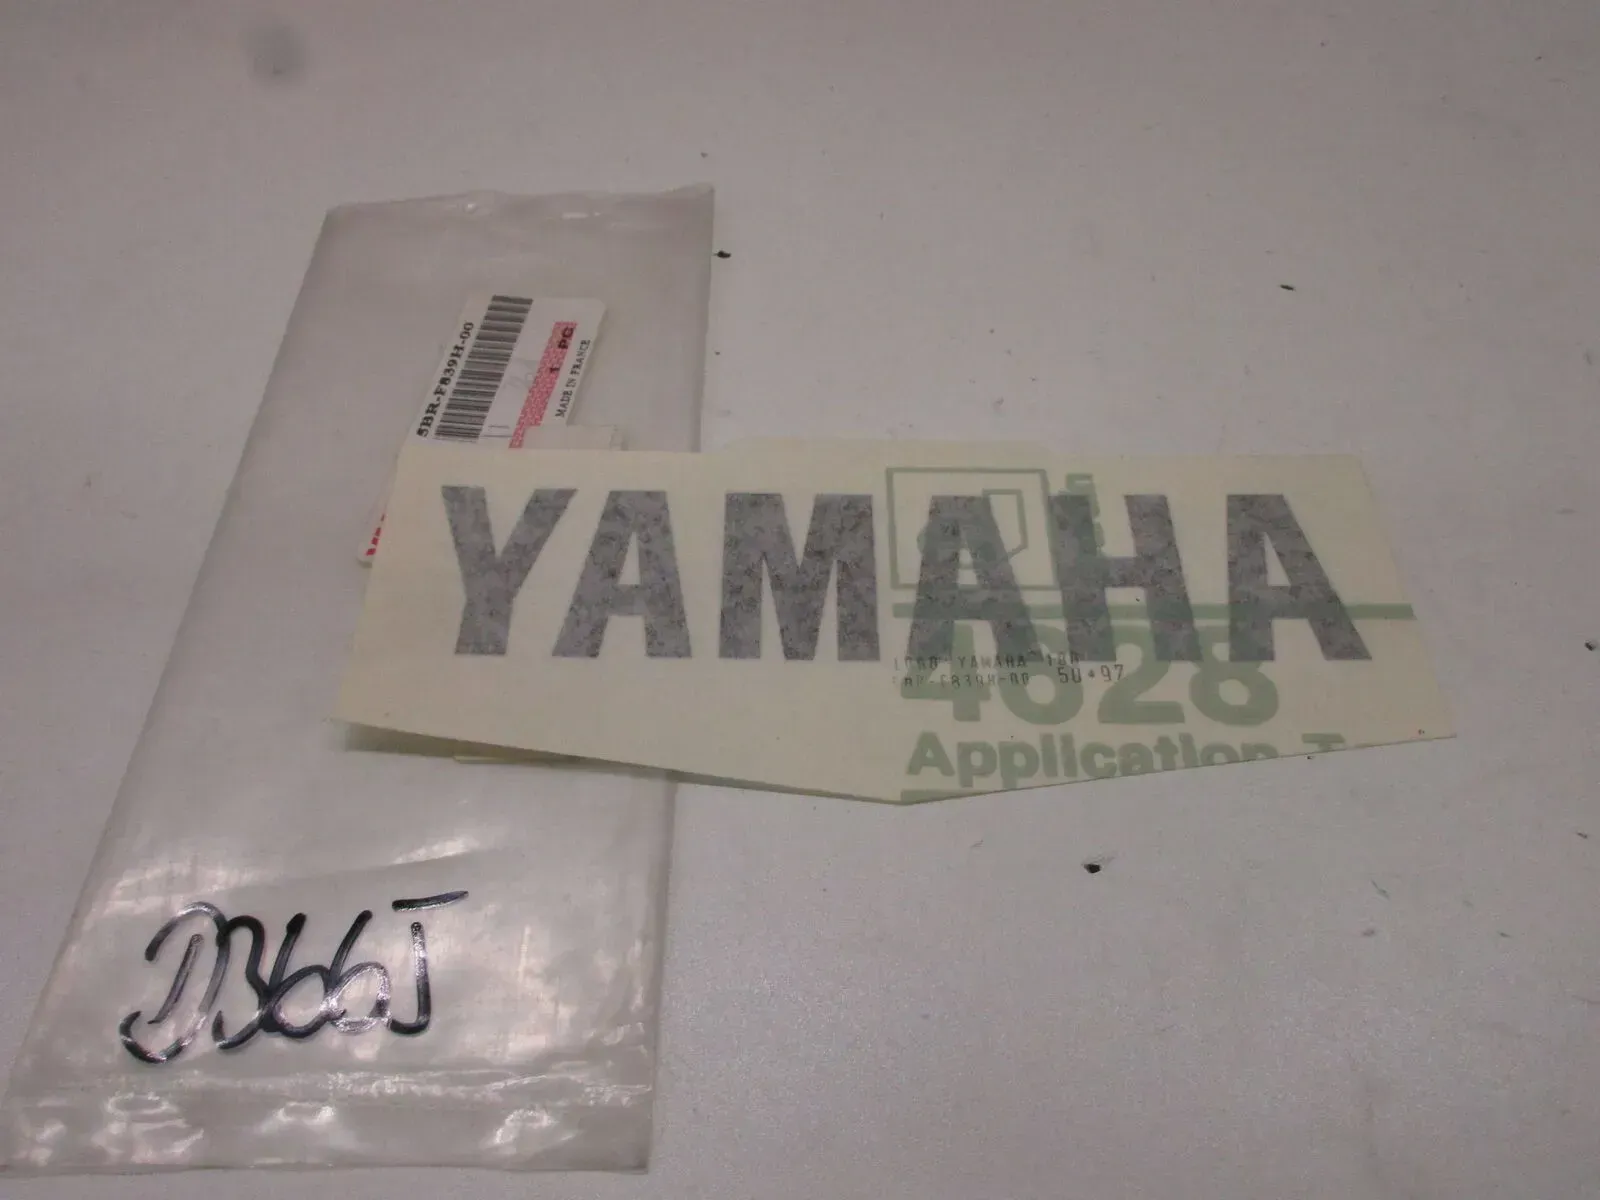 5BR-F839H-00
1 PC
MADE IN FRANCE
YAMAHA
LOGO YAMAHA 180
5BR-F839H-00 50*97
4628
Application
D366J